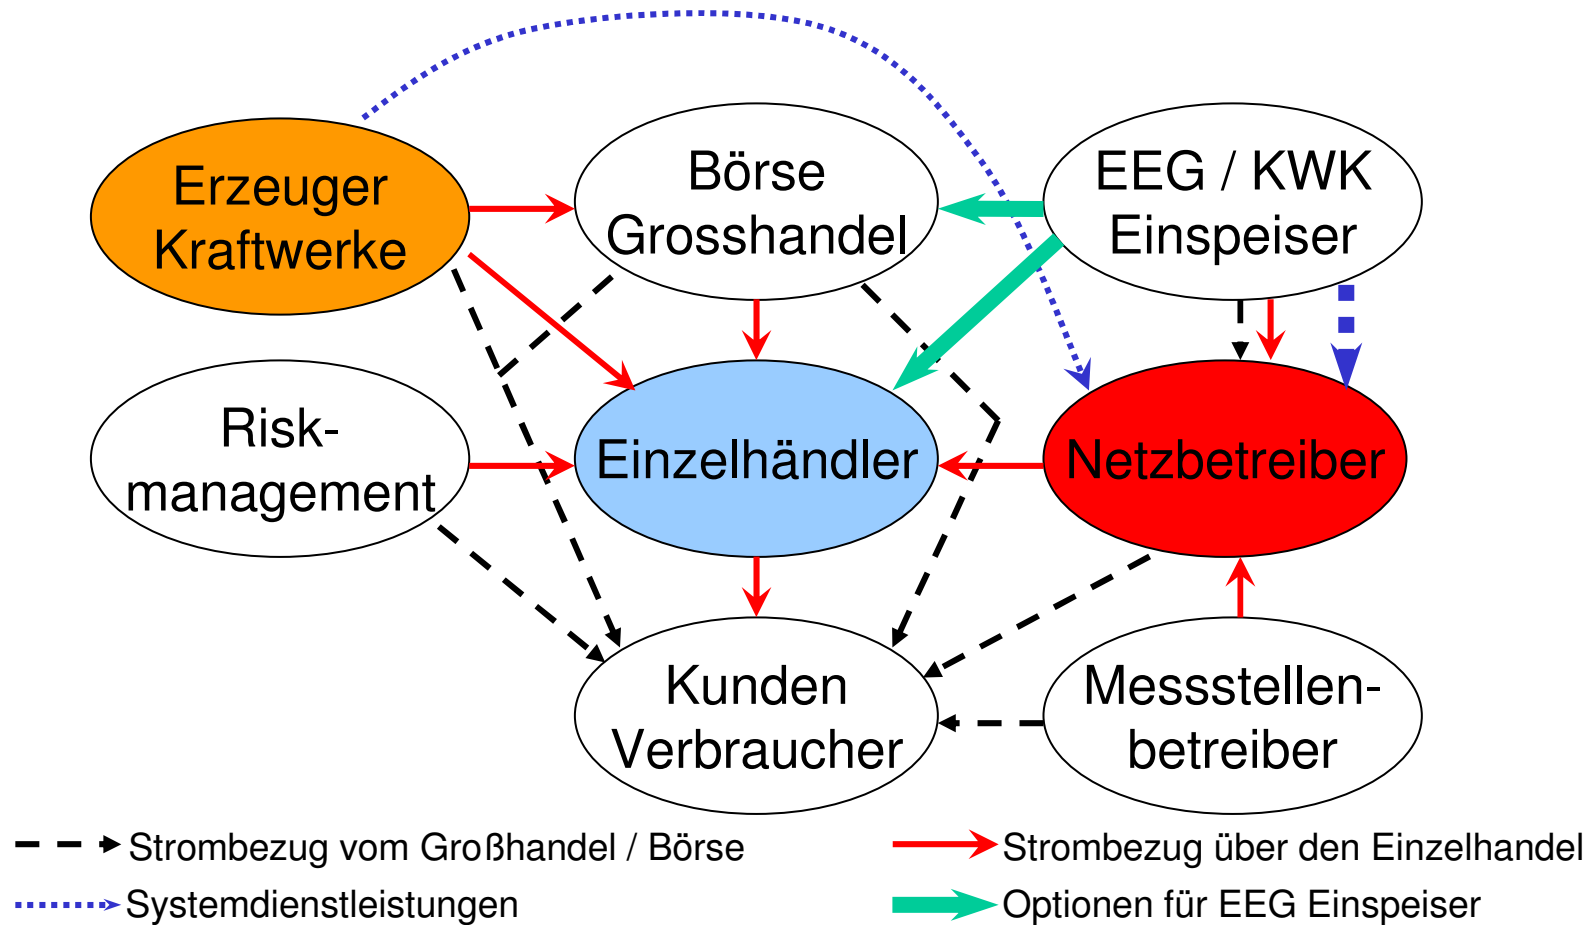 Erzeuger
Kraftwerke
Börse
Grosshandel
EEG / KWK
Einspeiser
Risk-
management
Einzelhändler
Netzbetreiber
Kunden
Verbraucher
Messstellen-
betreiber
Strombezug vom Großhandel / Börse
Strombezug über den Einzelhandel
Systemdienstleistungen
Optionen für EEG Einspeiser